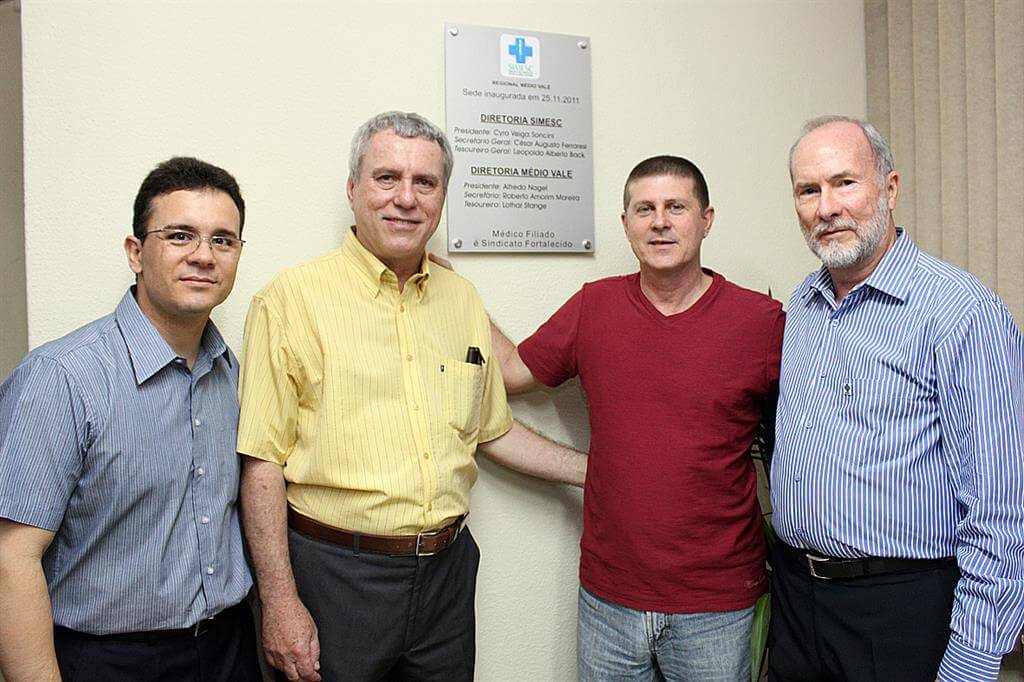 SIMESC
REGIONAL MÉDIO VALE
Sede inaugurada em 25.11.2011
DIRETORIA SIMESC
Presidente: Cyro Veiga Soncini
Secretário Geral: César Augusto Ferraresi
Tesoureiro Geral: Leopoldo Alberto Back
DIRETORIA MÉDIO VALE
Presidente: Alfredo Nagel
Secretário: Roberto Amorim Moreira
Tesoureiro: Lothar Stange
Médico Filiado
é Sindicato Fortalecido